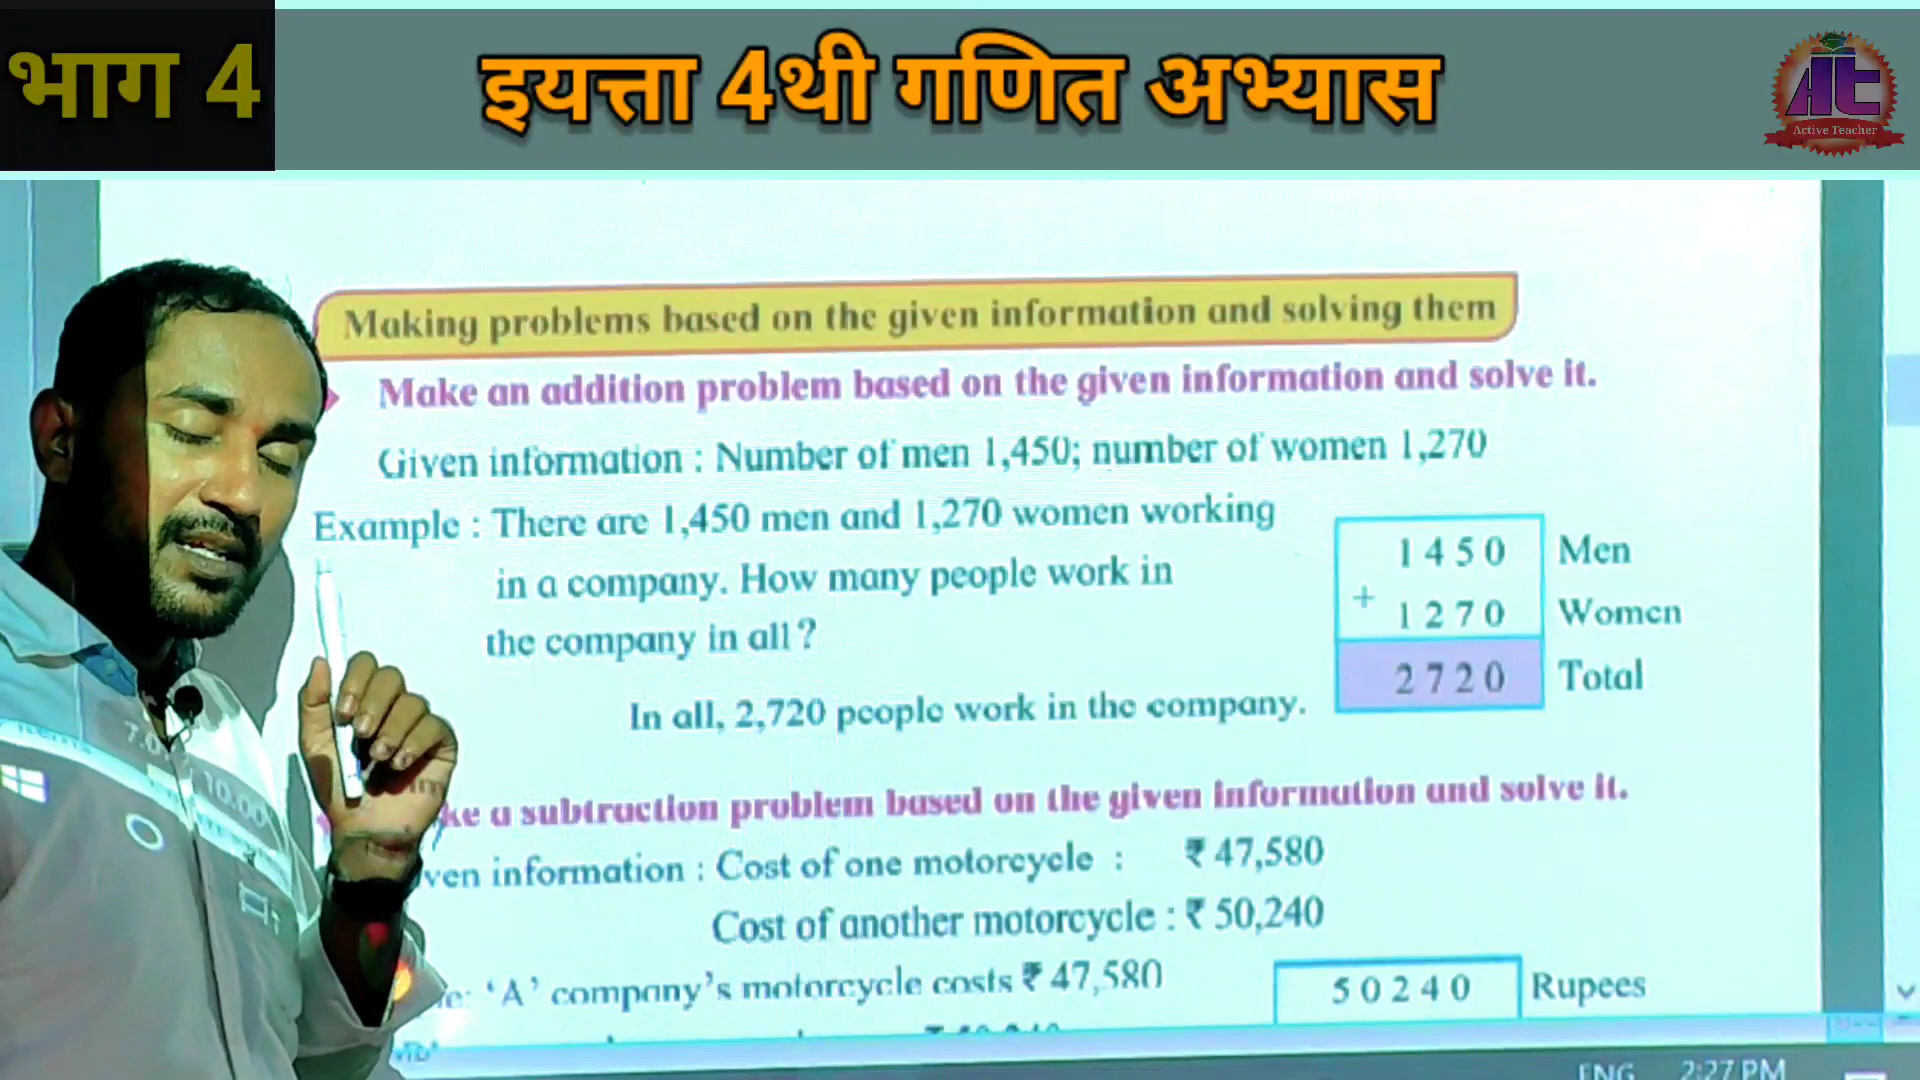 भाग 4
इयत्ता 4थी गणित अभ्यास
Active Teacher
Making problems based on the given information and solving them
Make an addition problem based on the given information and solve it.
Given information : Number of men 1,450; number of women 1,270
Example : There are 1,450 men and 1,270 women working
in a company. How many people work in
the company in all ?
1 4 5 0 Men
+ 1 2 7 0 Women
2 7 2 0 Total
In all, 2,720 people work in the company.
a subtraction problem based on the given information and solve it.
information : Cost of one motorcycle : ₹ 47,580
Cost of another motorcycle : ₹ 50,240
‘A’ company’s motorcycle costs ₹ 47,580
5 0 2 4 0 Rupees
7.0
10.00
ENG 2:27 PM